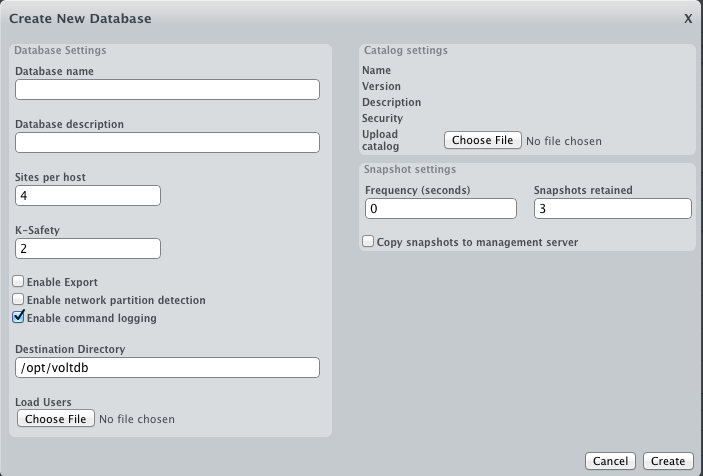 Create New Database
X
Database Settings
Database name
Database description
Sites per host
4
K-Safety
2
Enable Export
Enable network partition detection
Enable command logging
Destination Directory
/opt/voltdb
Load Users
Choose File No file chosen
Catalog settings
Name
Version
Description
Security
Upload
catalog
Choose File No file chosen
Snapshot settings
Frequency (seconds) Snapshots retained
0 3
Copy snapshots to management server
Cancel Create